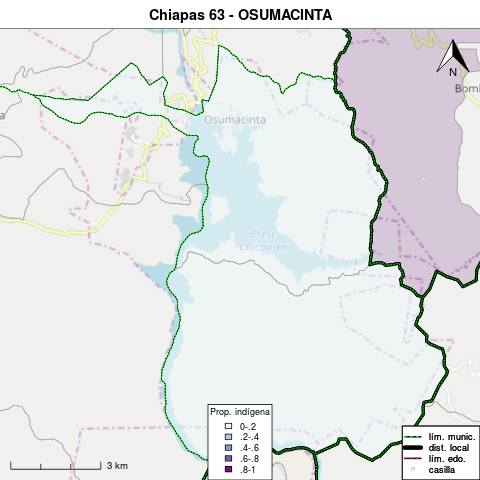 Chiapas 63 - OSUMACINTA
N
Bom
a
Osumacinta
Presa
Chicoasén
Prop. indígena
0-.2
.2-.4
.4-.6
.6-.8
.8-1
3 km
lím. munic.
dist. local
lím. edo.
casilla